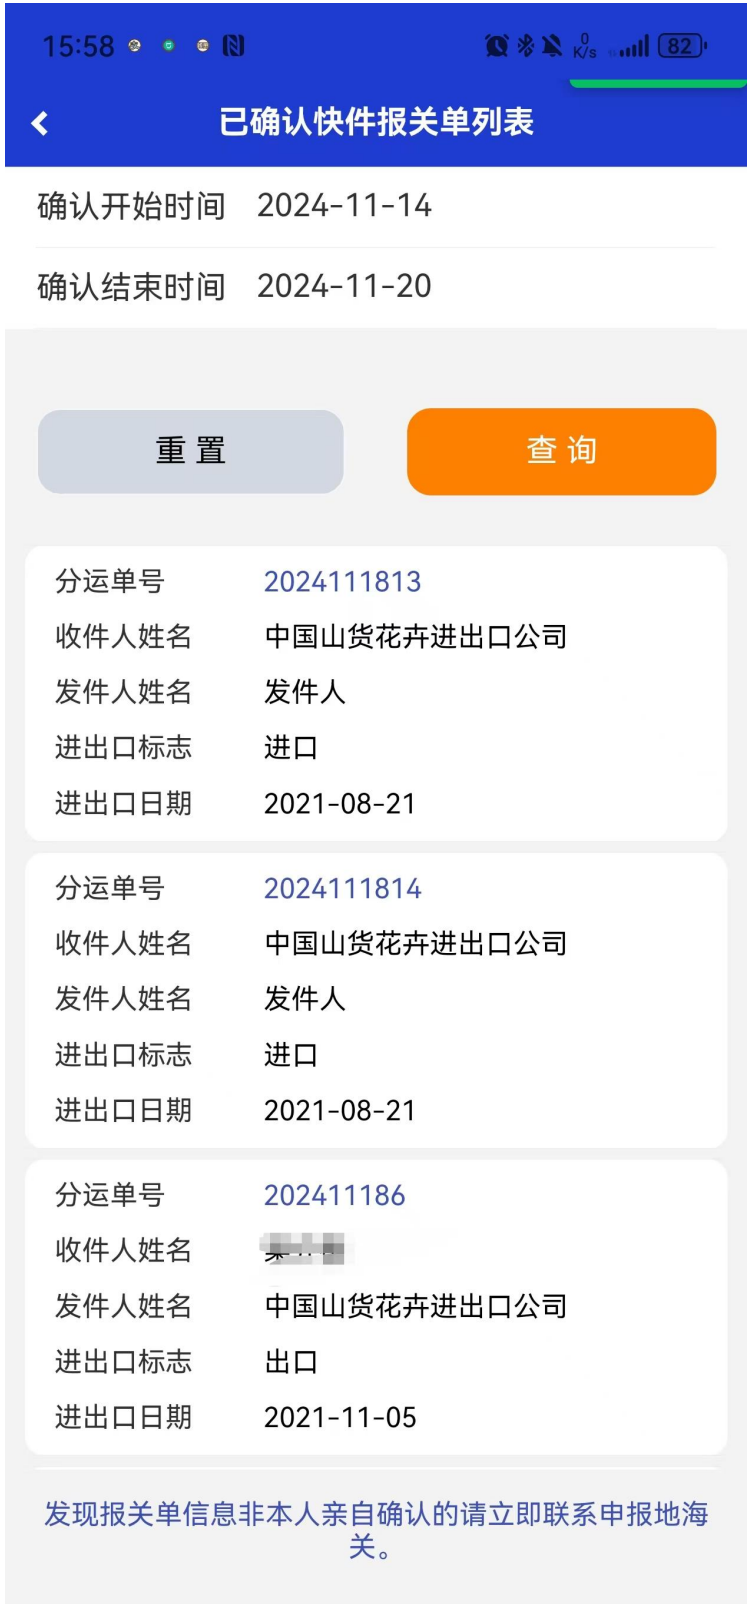 15:58
0
K/s
82
已确认快件报关单列表
确认开始时间 2024-11-14
确认结束时间 2024-11-20
重置 查询
分运单号 2024111813
收件人姓名 中国山货花卉进出口公司
发件人姓名 发件人
进出口标志 进口
进出口日期 2021-08-21
分运单号 2024111814
收件人姓名 中国山货花卉进出口公司
发件人姓名 发件人
进出口标志 进口
进出口日期 2021-08-21
分运单号 202411186
收件人姓名
发件人姓名 中国山货花卉进出口公司
进出口标志 出口
进出口日期 2021-11-05
发现报关单信息非本人亲自确认的请立即联系申报地海
关。